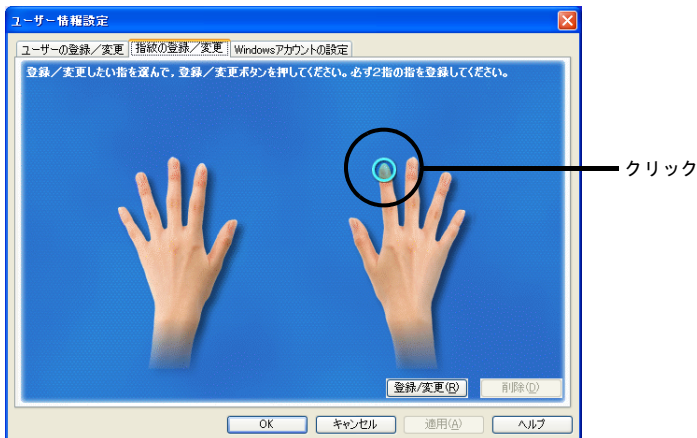 ユーザー情報設定
ユーザーの登録／変更 指紋の登録／変更 Windowsアカウントの設定
登録／変更したい指を選んで，登録／変更ボタンを押してください。必ず2指の指を登録してください。
クリック
登録/変更(R) 削除(D)
OK キャンセル 適用(A) ヘルプ